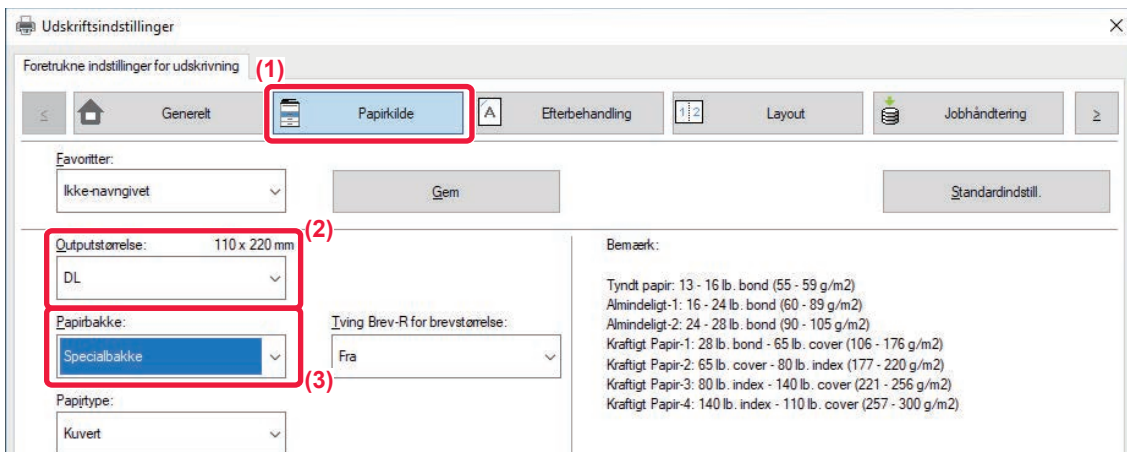 Udskriftsindstillinger
Foretrukne indstillinger for udskrivning
(1)
≤ Generelt Papirkilde A Efterbehandling 1 2 Layout Jobhåndtering ≥
Favoritter:
Ikke-navngivet Gem Standardindstill.
(2)
Outputstørrelse: 110 x 220 mm
DL
Papirbakke:
Specialbakke
(3)
Tving Brev-R for brevstørrelse:
Fra
Papirtype:
Kuvert
Bemærk:
Tyndt papir: 13 - 16 lb. bond (55 - 59 g/m2)
Almindeligt-1: 16 - 24 lb. bond (60 - 89 g/m2)
Almindeligt-2: 24 - 28 lb. bond (90 - 105 g/m2)
Kraftigt Papir-1: 28 lb. bond - 65 lb. cover (106 - 176 g/m2)
Kraftigt Papir-2: 65 lb. cover - 80 lb. index (177 - 220 g/m2)
Kraftigt Papir-3: 80 lb. index - 140 lb. cover (221 - 256 g/m2)
Kraftigt Papir-4: 140 lb. index - 110 lb. cover (257 - 300 g/m2)